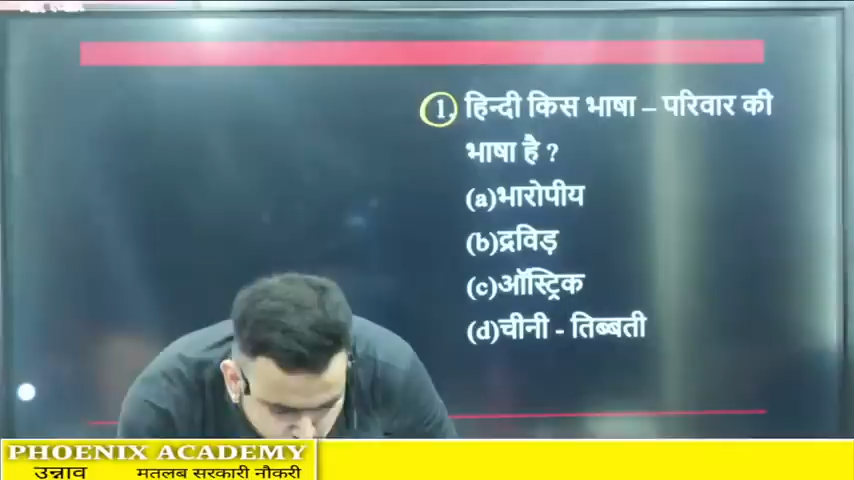 1. हिन्दी किस भाषा – परिवार की
भाषा है ?
(a)भारोपीय
(b)द्रविड़
(c)ऑस्ट्रिक
(d)चीनी - तिब्बती
PHOENIX ACADEMY
उन्नाव मतलब सरकारी नौकरी